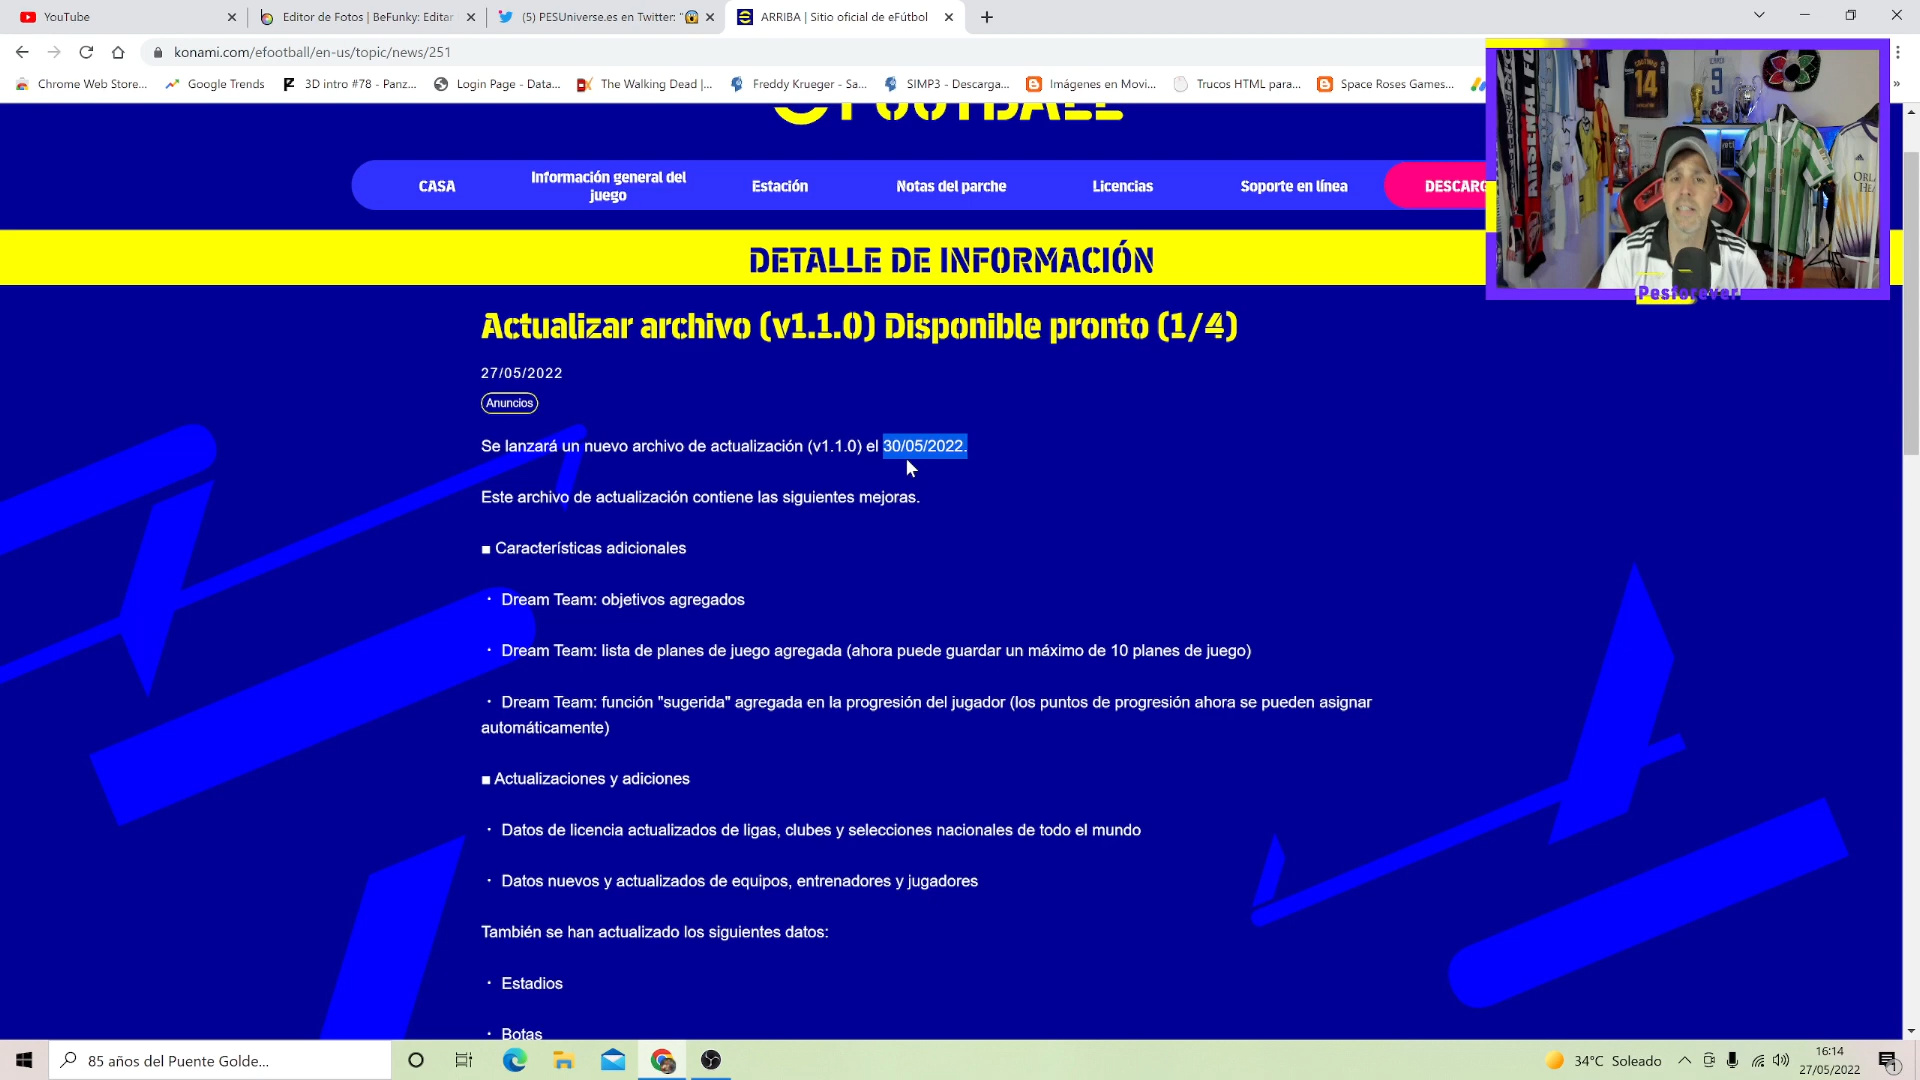 YouTube
Editor de Fotos | BeFunky: Editar
(5) PESUniverse.es en Twitter: "😱
ARRIBA | Sitio oficial de eFútbol
konami.com/efootball/en-us/topic/news/251
Chrome Web Store...
Google Trends
3D intro #78 - Panz...
Login Page - Data...
The Walking Dead |...
Freddy Krueger - Sa...
SIMP3 - Descarga...
Imágenes en Movi...
Trucos HTML para...
Space Roses Games...
FOOTBALL
CASA
Información general del
juego
Estación
Notas del parche
Licencias
Soporte en línea
DESCARG
14
9
Pesforever
DETALLE DE INFORMACIÓN
Actualizar archivo (v1.1.0) Disponible pronto (1/4)
27/05/2022
Anuncios
Se lanzará un nuevo archivo de actualización (v1.1.0) el 30/05/2022.
Este archivo de actualización contiene las siguientes mejoras.
■ Características adicionales
・ Dream Team: objetivos agregados
・ Dream Team: lista de planes de juego agregada (ahora puede guardar un máximo de 10 planes de juego)
・ Dream Team: función "sugerida" agregada en la progresión del jugador (los puntos de progresión ahora se pueden asignar
automáticamente)
■ Actualizaciones y adiciones
・ Datos de licencia actualizados de ligas, clubes y selecciones nacionales de todo el mundo
・ Datos nuevos y actualizados de equipos, entrenadores y jugadores
También se han actualizado los siguientes datos:
・ Estadios
・ Botas
85 años del Puente Golde...
34°C Soleado
16:14
27/05/2022
1